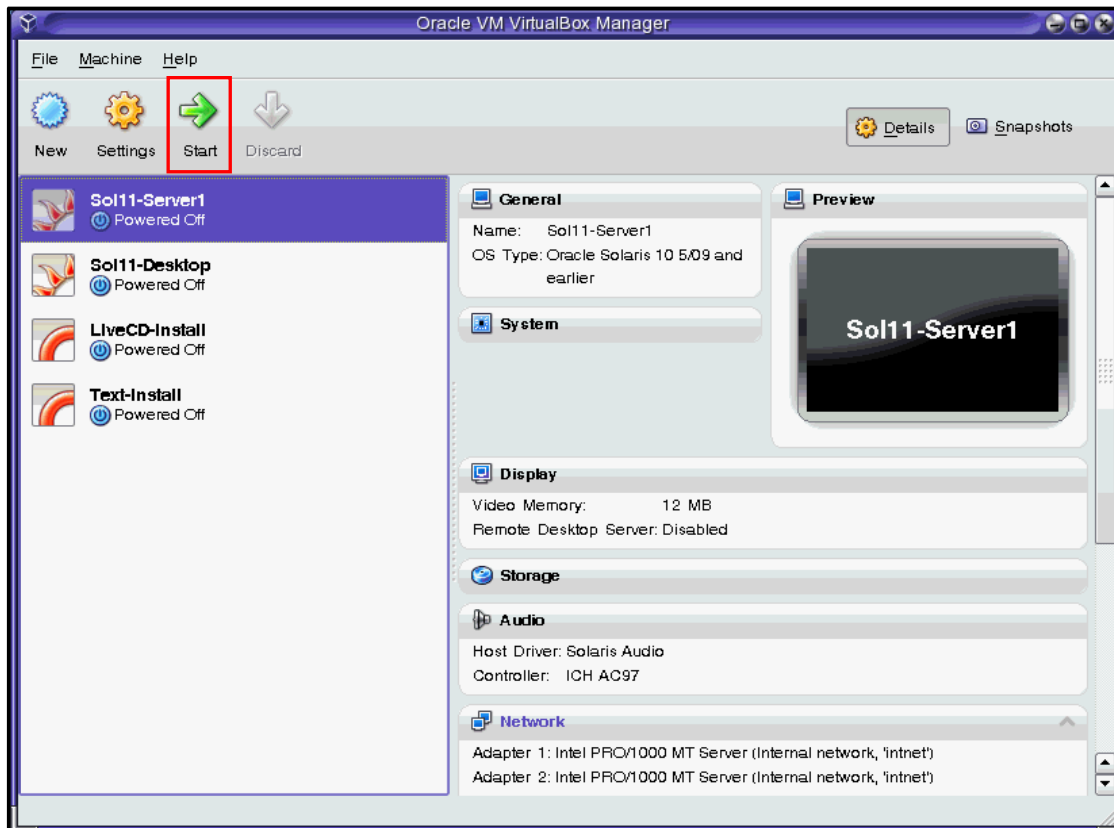 Oracle VM VirtualBox Manager
File Machine Help
New Settings Start Discard
Details Snapshots
Sol11-Server1
Powered Off
Sol11-Desktop
Powered Off
LiveCD-Install
Powered Off
Text-Install
Powered Off
General
Name: Sol11-Server1
OS Type: Oracle Solaris 10 5/09 and
earlier
Preview
Sol11-Server1
System
Display
Video Memory: 12 MB
Remote Desktop Server: Disabled
Storage
Audio
Host Driver: Solaris Audio
Controller: ICH AC97
Network
Adapter 1: Intel PRO/1000 MT Server (Internal network, 'intnet')
Adapter 2: Intel PRO/1000 MT Server (Internal network, 'intnet')